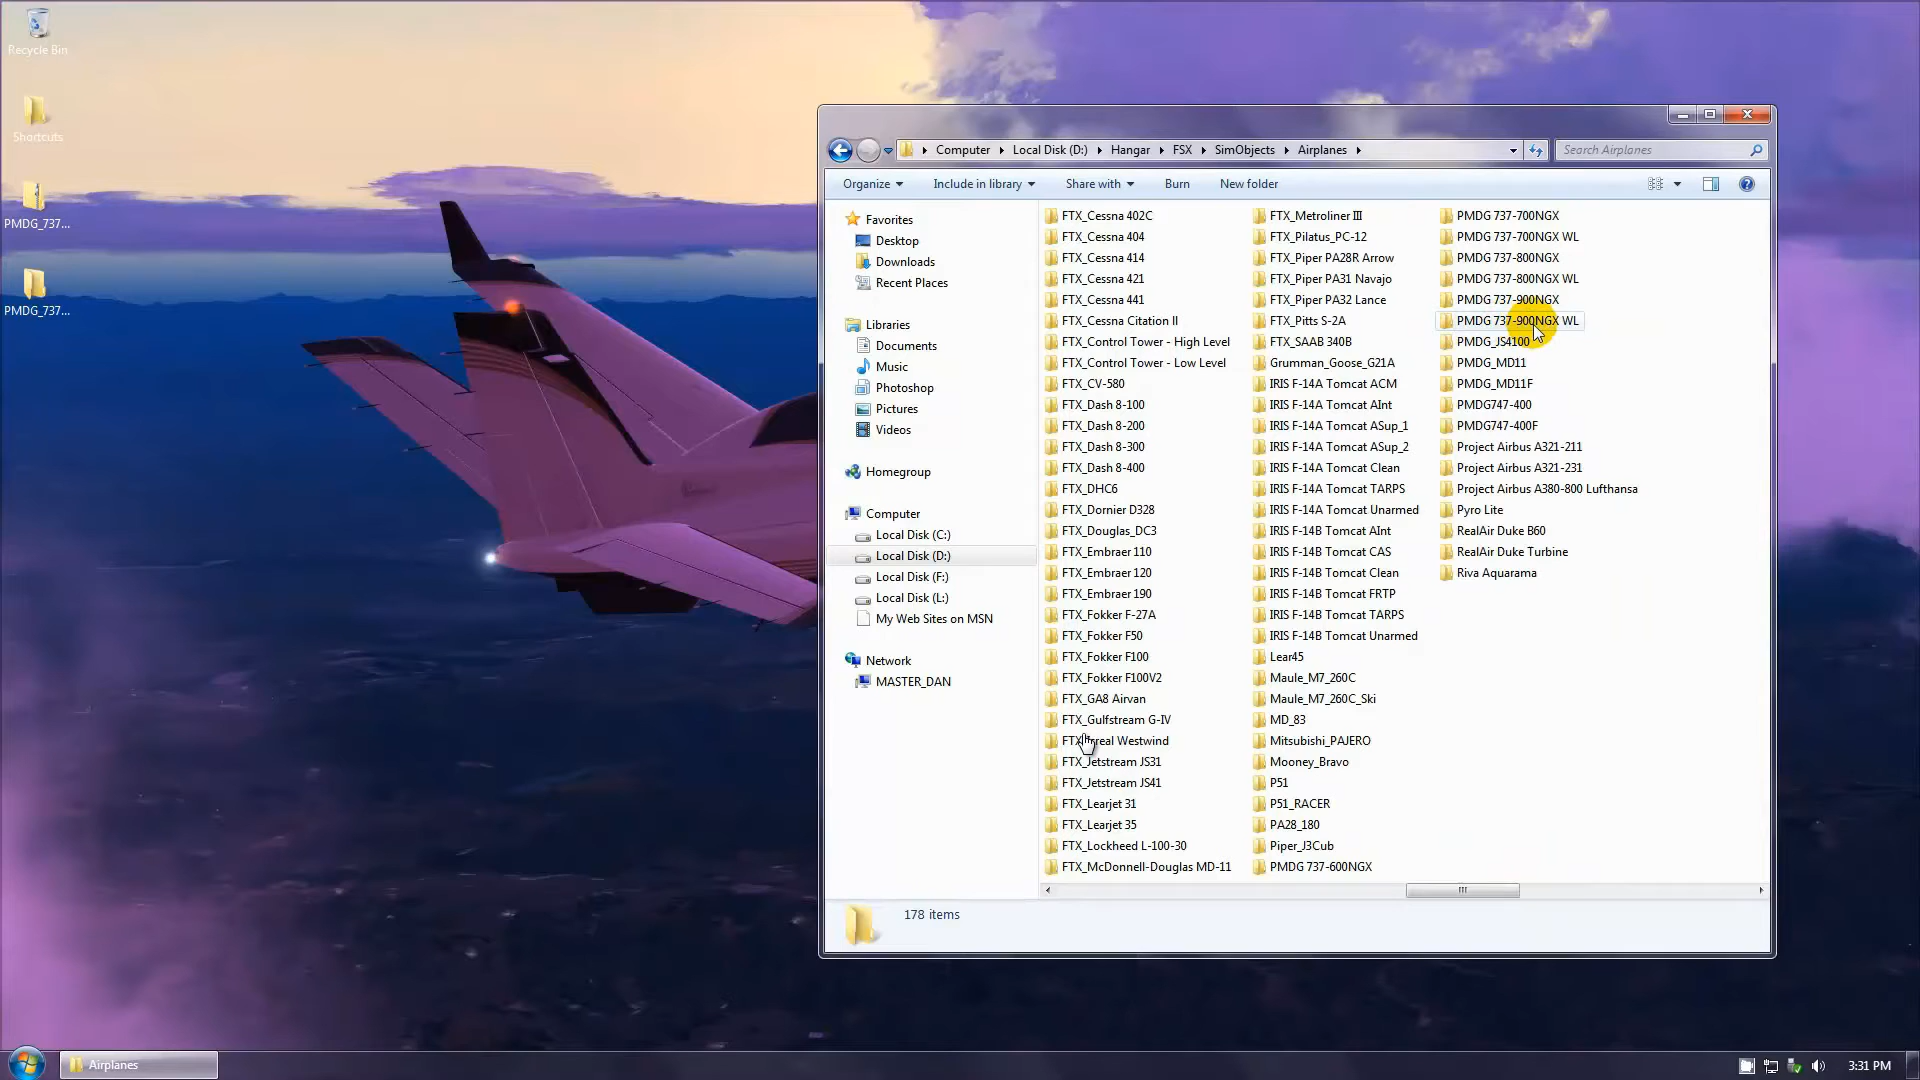 Recycle Bin
Shortcuts
PMDG_737...
PMDG_737...
Computer
Local Disk (D:)
Hangar
FSX
SimObjects
Airplanes
Search Airplanes
Organize
Include in library
Share with
Burn
New folder
Favorites
Desktop
Downloads
Recent Places
Libraries
Documents
Music
Photoshop
Pictures
Videos
Homegroup
Computer
Local Disk (C:)
Local Disk (D:)
Local Disk (F:)
Local Disk (L:)
My Web Sites on MSN
Network
MASTER_DAN
FTX_Cessna 402C
FTX_Cessna 404
FTX_Cessna 414
FTX_Cessna 421
FTX_Cessna 441
FTX_Cessna Citation II
FTX_Control Tower - High Level
FTX_Control Tower - Low Level
FTX_CV-580
FTX_Dash 8-100
FTX_Dash 8-200
FTX_Dash 8-300
FTX_Dash 8-400
FTX_DHC6
FTX_Dornier D328
FTX_Douglas_DC3
FTX_Embraer 110
FTX_Embraer 120
FTX_Embraer 190
FTX_Fokker F-27A
FTX_Fokker F50
FTX_Fokker F100
FTX_Fokker F100V2
FTX_GA8 Airvan
FTX_Gulfstream G-IV
Westwind
FTX_Jetstream JS31
FTX_Jetstream JS41
FTX_Learjet 31
FTX_Learjet 35
FTX_Lockheed L-100-30
FTX_McDonnell-Douglas MD-11
FTX_Metroliner III
FTX_Pilatus_PC-12
FTX_Piper PA28R Arrow
FTX_Piper PA31 Navajo
FTX_Piper PA32 Lance
FTX_Pitts S-2A
FTX_SAAB 340B
Grumman_Goose_G21A
IRIS F-14A Tomcat ACM
IRIS F-14A Tomcat AInt
IRIS F-14A Tomcat ASup_1
IRIS F-14A Tomcat ASup_2
IRIS F-14A Tomcat Clean
IRIS F-14A Tomcat TARPS
IRIS F-14A Tomcat Unarmed
IRIS F-14B Tomcat AInt
IRIS F-14B Tomcat CAS
IRIS F-14B Tomcat Clean
IRIS F-14B Tomcat FRTP
IRIS F-14B Tomcat TARPS
IRIS F-14B Tomcat Unarmed
Lear45
Maule_M7_260C
Maule_M7_260C_Ski
MD_83
Mitsubishi_PAJERO
Mooney_Bravo
P51
P51_RACER
PA28_180
Piper_J3Cub
PMDG 737-600NGX
PMDG 737-700NGX
PMDG 737-700NGX WL
PMDG 737-800NGX
PMDG 737-800NGX WL
PMDG 737-900NGX
PMDG 737-900NGX WL
PMDG_JS4100
PMDG_MD11
PMDG_MD11F
PMDG747-400
PMDG747-400F
Project Airbus A321-211
Project Airbus A321-231
Project Airbus A380-800 Lufthansa
Pyro Lite
RealAir Duke B60
RealAir Duke Turbine
Riva Aquarama
178 items
Airplanes
3:31 PM